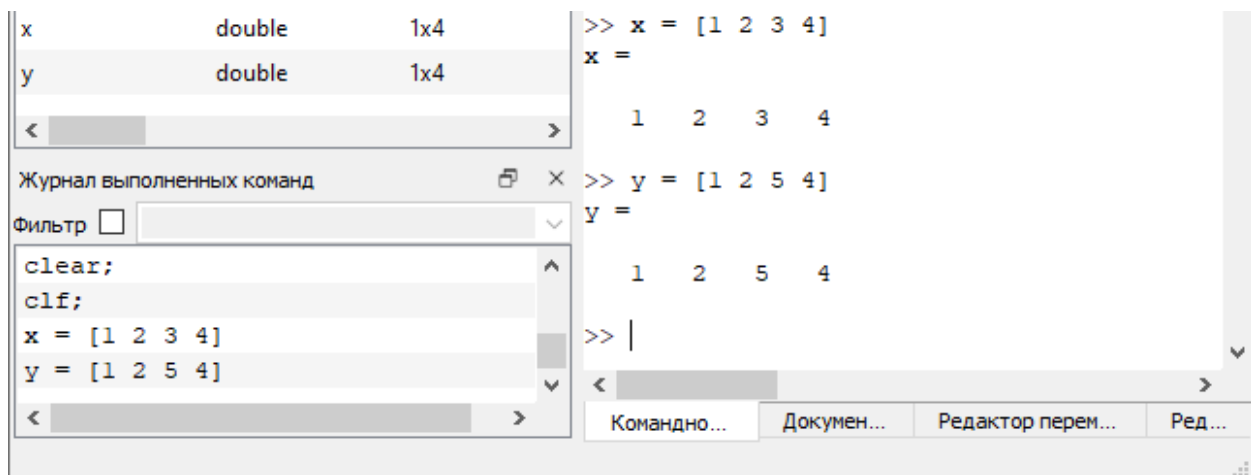 x double 1x4
y double 1x4
Журнал выполненных команд
Фильтр
clear;
clf;
x = [1 2 3 4]
y = [1 2 5 4]
>> x = [1 2 3 4]
x =
1 2 3 4
>> y = [1 2 5 4]
y =
1 2 5 4
>>
Командно... Докумен... Редактор перем... Ред...